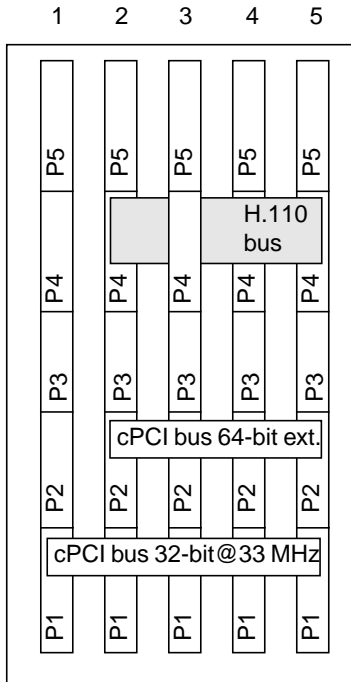 1 2 3 4 5
P5 P5 P5 P5 P5
H.110
bus
P4 P4 P4 P4 P4
P3 P3 P3 P3 P3
cPCI bus 64-bit ext.
P2 P2 P2 P2 P2
cPCI bus 32-bit@33 MHz
P1 P1 P1 P1 P1